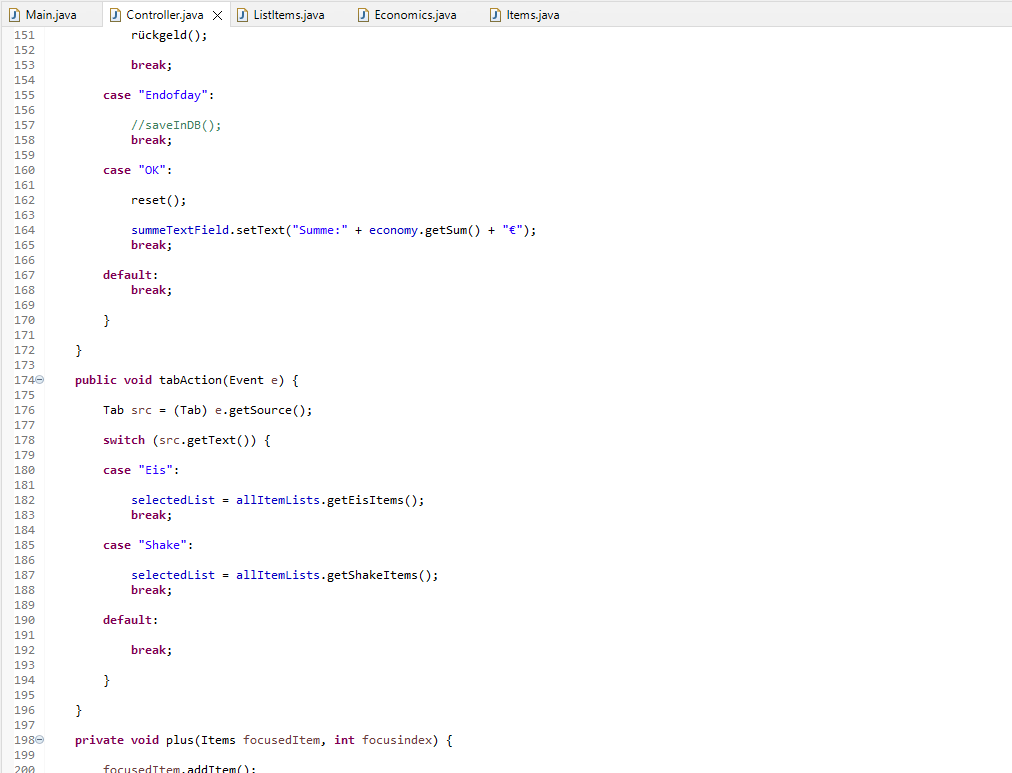 Main.java Controller.java ListItems.java Economics.java Items.java
151 rückgeld();
152
153 break;
154
155 case "Endofday":
156
157 //saveInDB();
158 break;
159
160 case "OK":
161
162 reset();
163
164 summeTextField.setText("Summe:" + economy.getSum() + "€");
165 break;
166
167 default:
168 break;
169
170 }
171
172 }
173
174 public void tabAction(Event e) {
175
176 Tab src = (Tab) e.getSource();
177
178 switch (src.getText()) {
179
180 case "Eis":
181
182 selectedList = allItemLists.getEisItems();
183 break;
184
185 case "Shake":
186
187 selectedList = allItemLists.getShakeItems();
188 break;
189
190 default:
191
192 break;
193
194 }
195
196 }
197
198 private void plus(Items focusedItem, int focusindex) {
199
200 focusedItem.addItem();